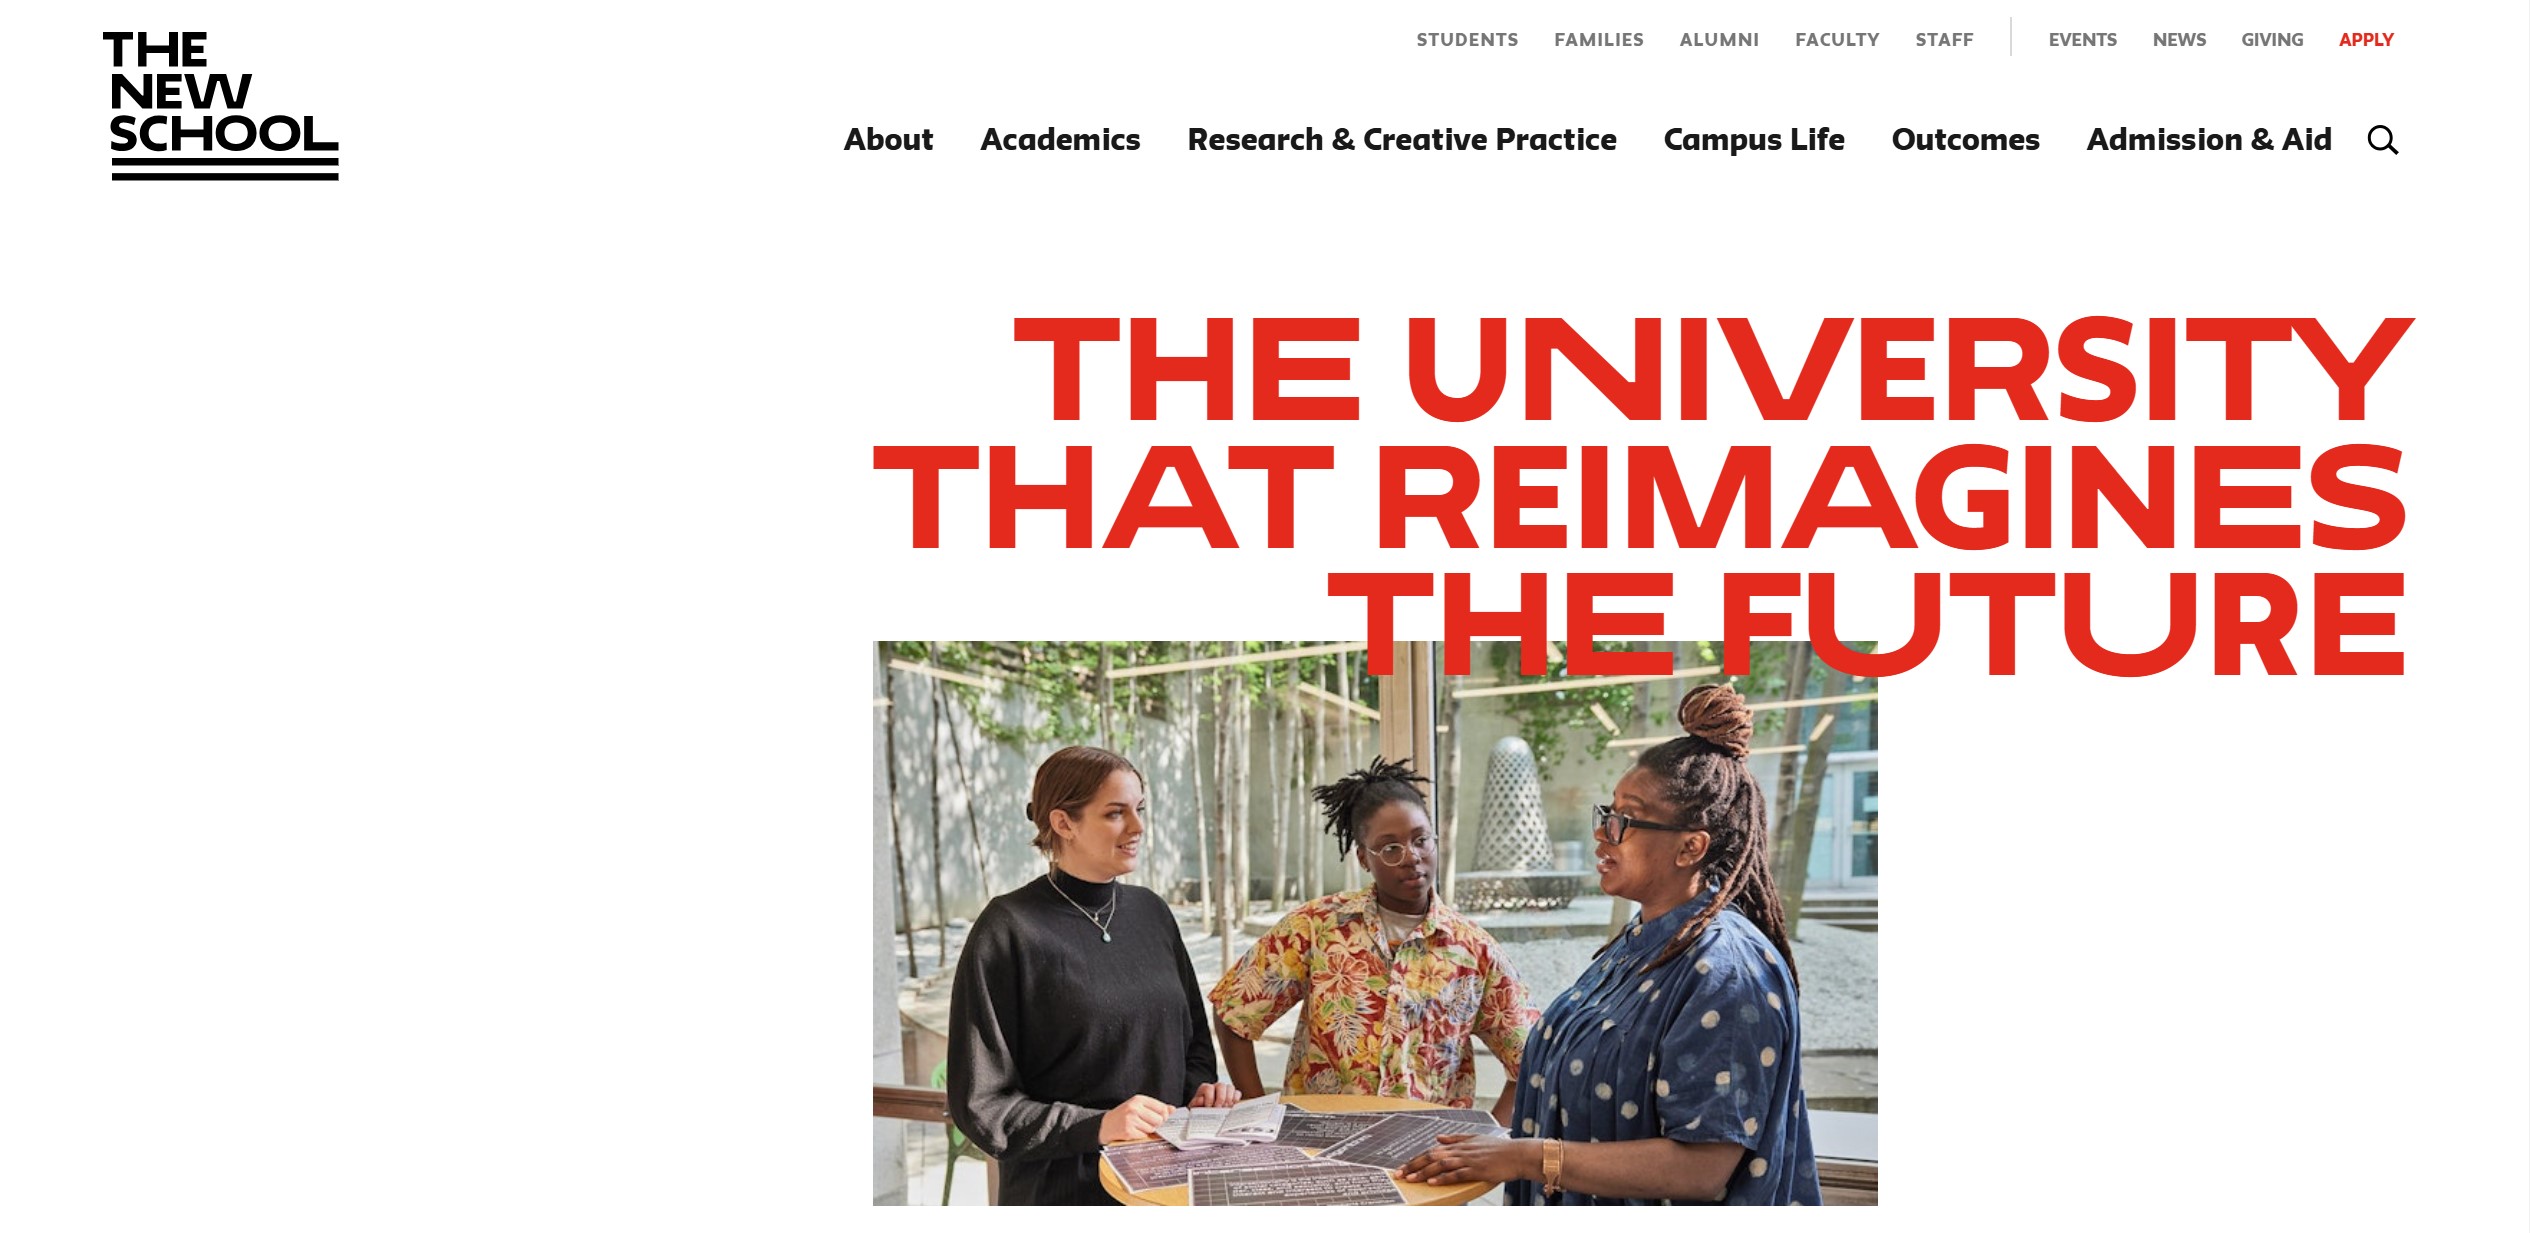 THE
NEW
SCHOOL
STUDENTS FAMILIES ALUMNI FACULTY STAFF EVENTS NEWS GIVING APPLY
About Academics Research & Creative Practice Campus Life Outcomes Admission & Aid
THE UNIVERSITY
THAT REIMAGINES
THE FUTURE